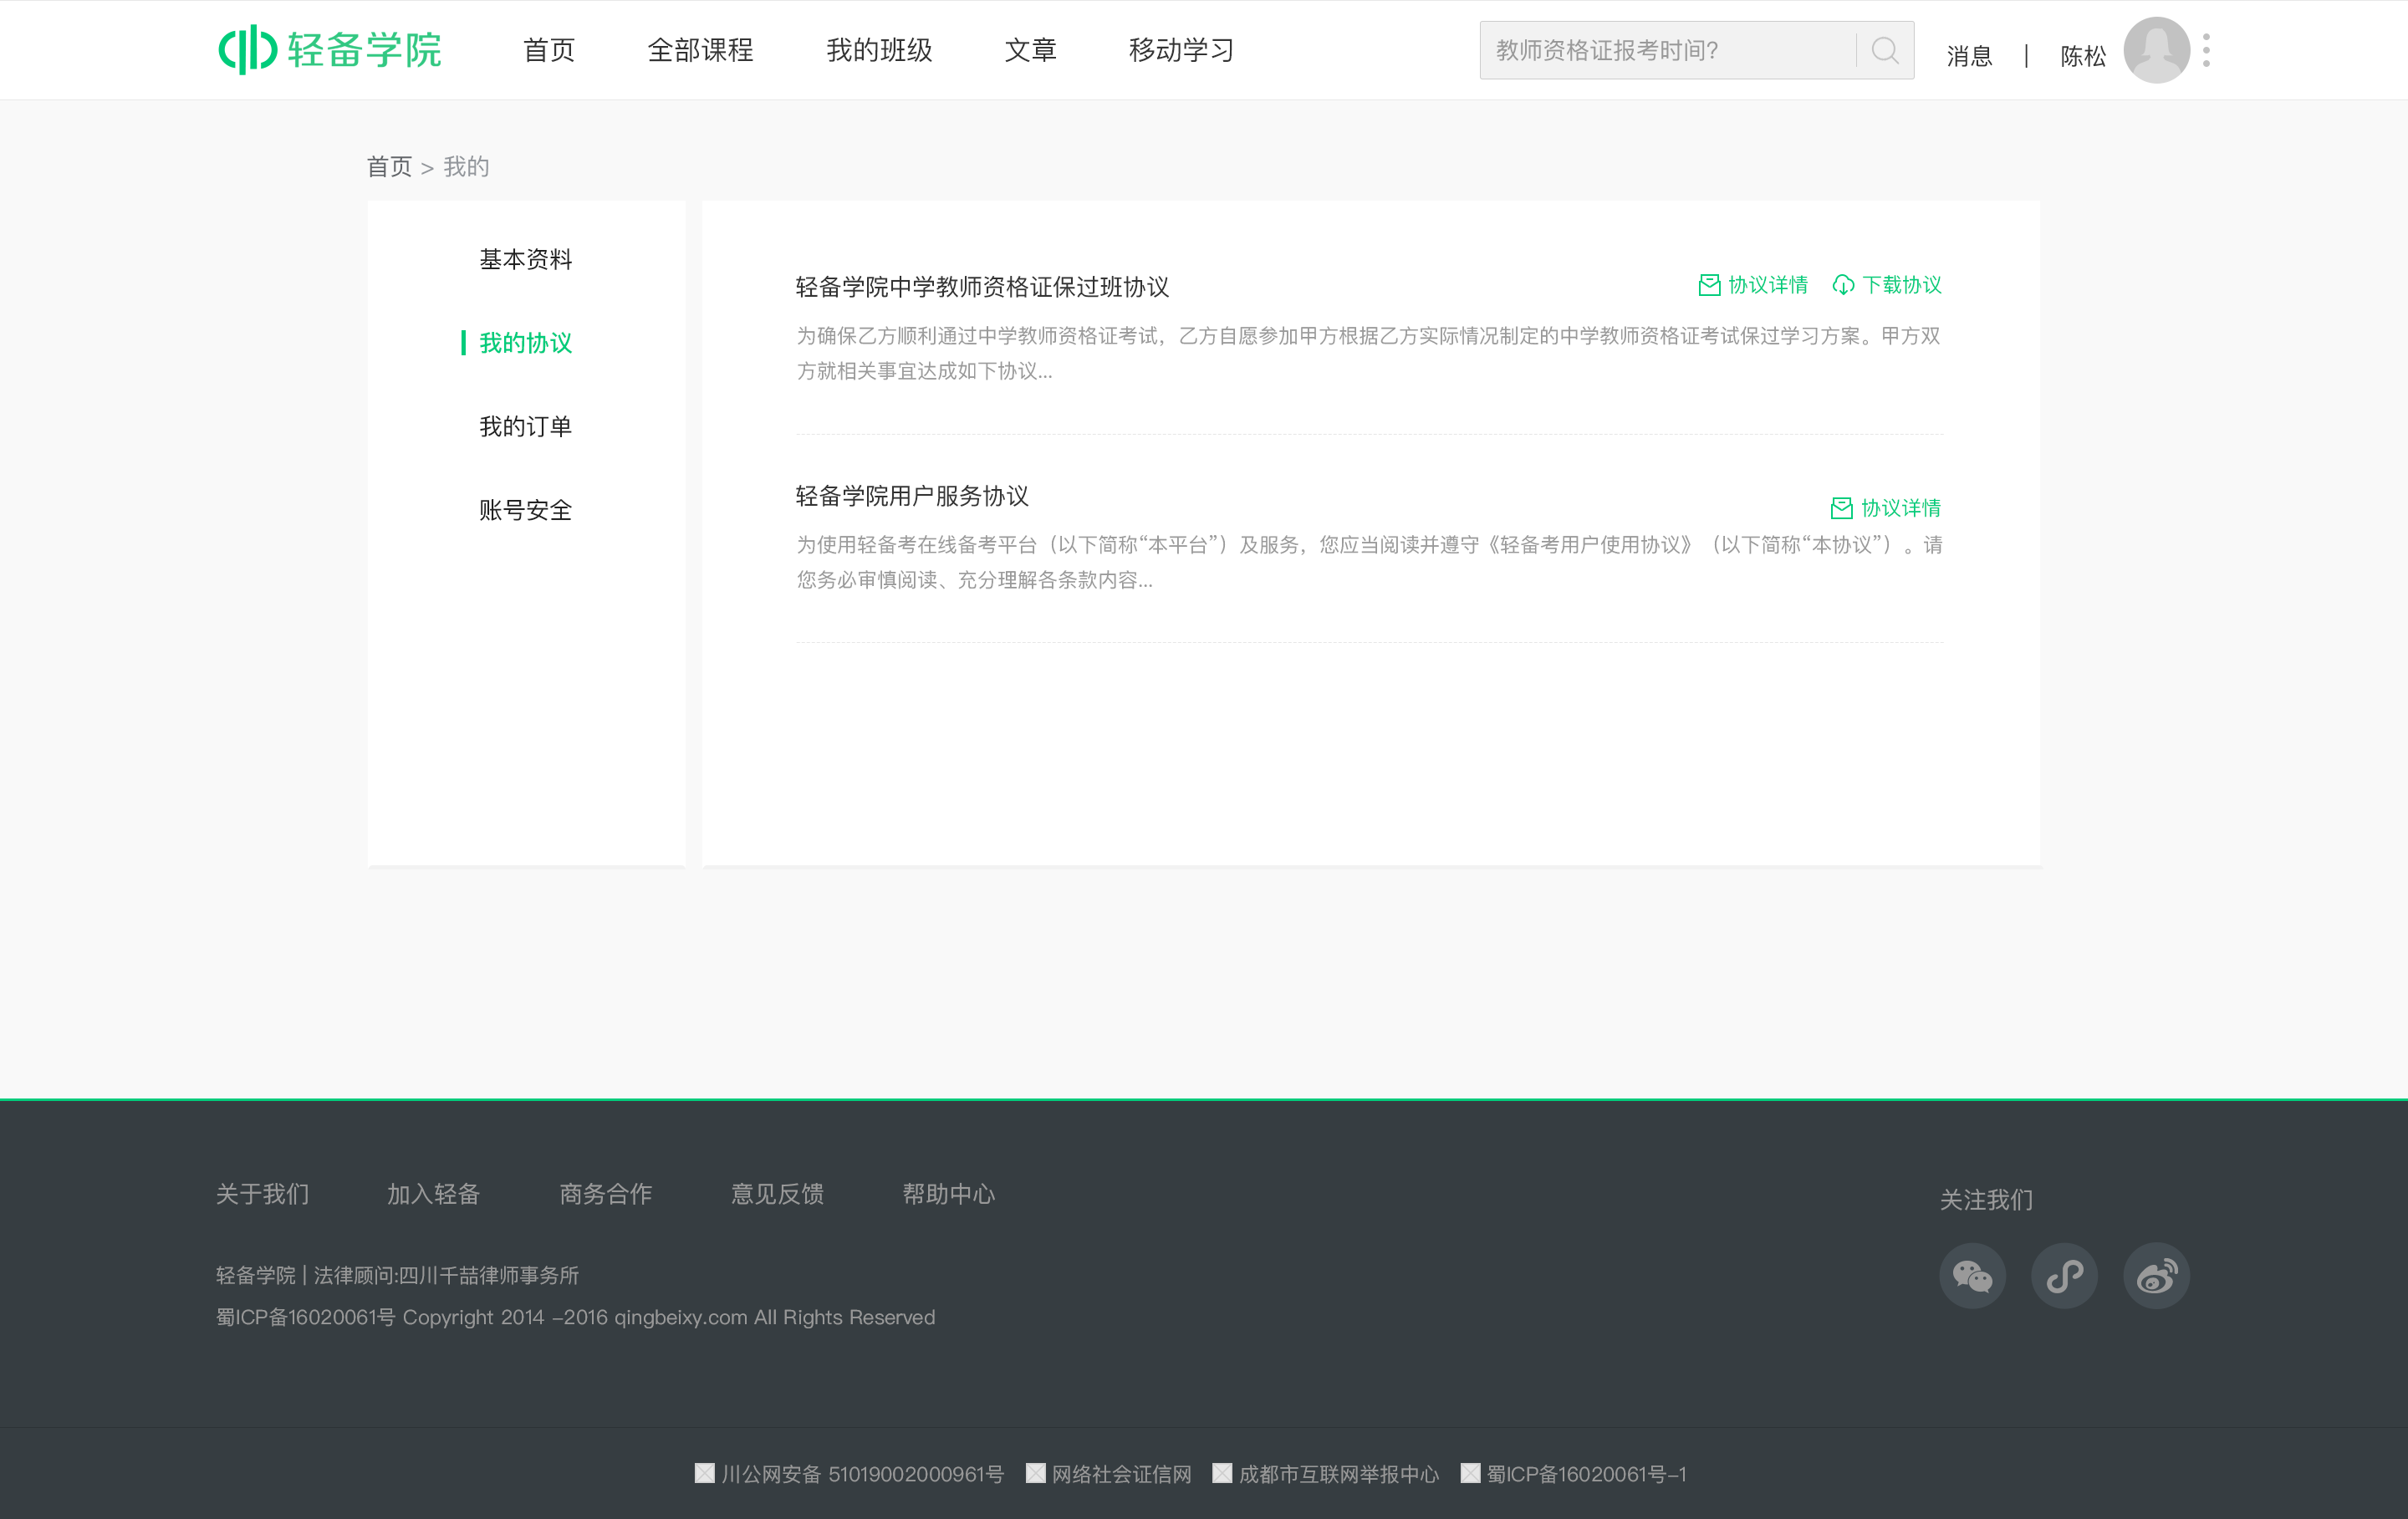 轻备学院 首页 全部课程 我的班级 文章 移动学习 教师资格证报考时间? 消息 | 陈松
首页 > 我的
基本资料
我的协议
我的订单
账号安全
轻备学院中学教师资格证保过班协议 协议详情 下载协议
为确保乙方顺利通过中学教师资格证考试，乙方自愿参加甲方根据乙方实际情况制定的中学教师资格证考试保过学习方案。甲方双
方就相关事宜达成如下协议...
轻备学院用户服务协议 协议详情
为使用轻备考在线备考平台（以下简称“本平台”）及服务，您应当阅读并遵守《轻备考用户使用协议》（以下简称“本协议”）。请
您务必审慎阅读、充分理解各条款内容...
关于我们 加入轻备 商务合作 意见反馈 帮助中心 关注我们
轻备学院 | 法律顾问:四川千喆律师事务所
蜀ICP备16020061号 Copyright 2014 -2016 qingbeixy.com All Rights Reserved
川公网安备 51019002000961号 网络社会证信网 成都市互联网举报中心 蜀ICP备16020061号-1